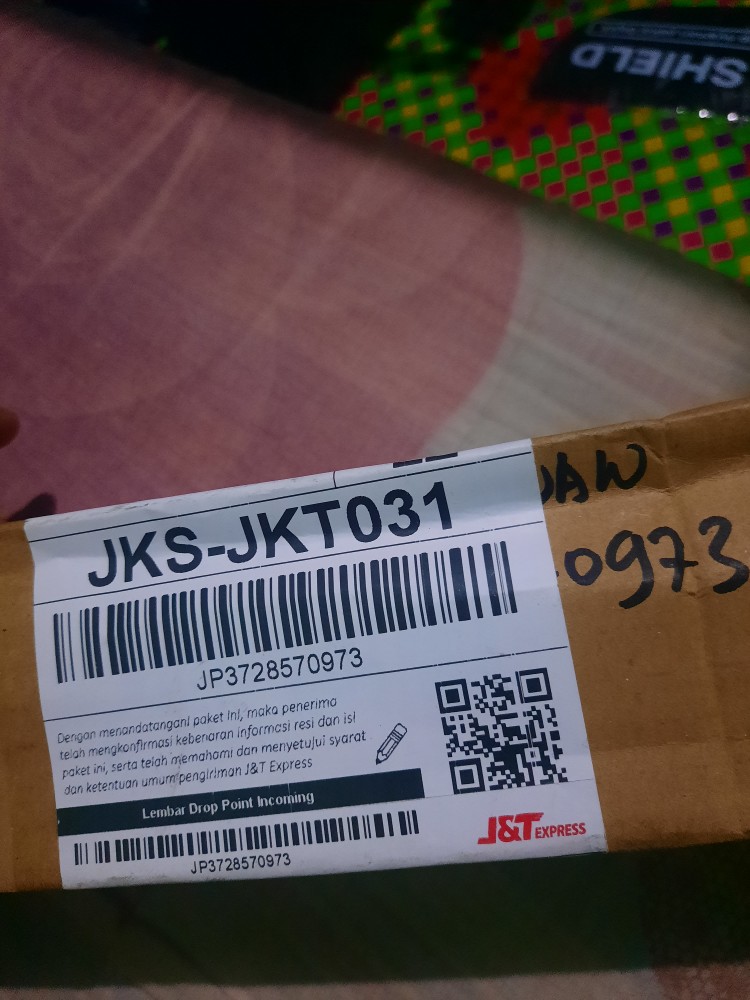 SHIELD
JKS-JKT031
JAW
0973
JP3728570973
Dengan menandatangani paket ini, maka penerima
telah mengkonfirmasi kebenaran informasi resi dan isi
paket ini, serta telah memahami dan menyetujui syarat
dan ketentuan umum pengiriman J&T Express
Lembar Drop Point Incoming
JP3728570973
J&T EXPRESS